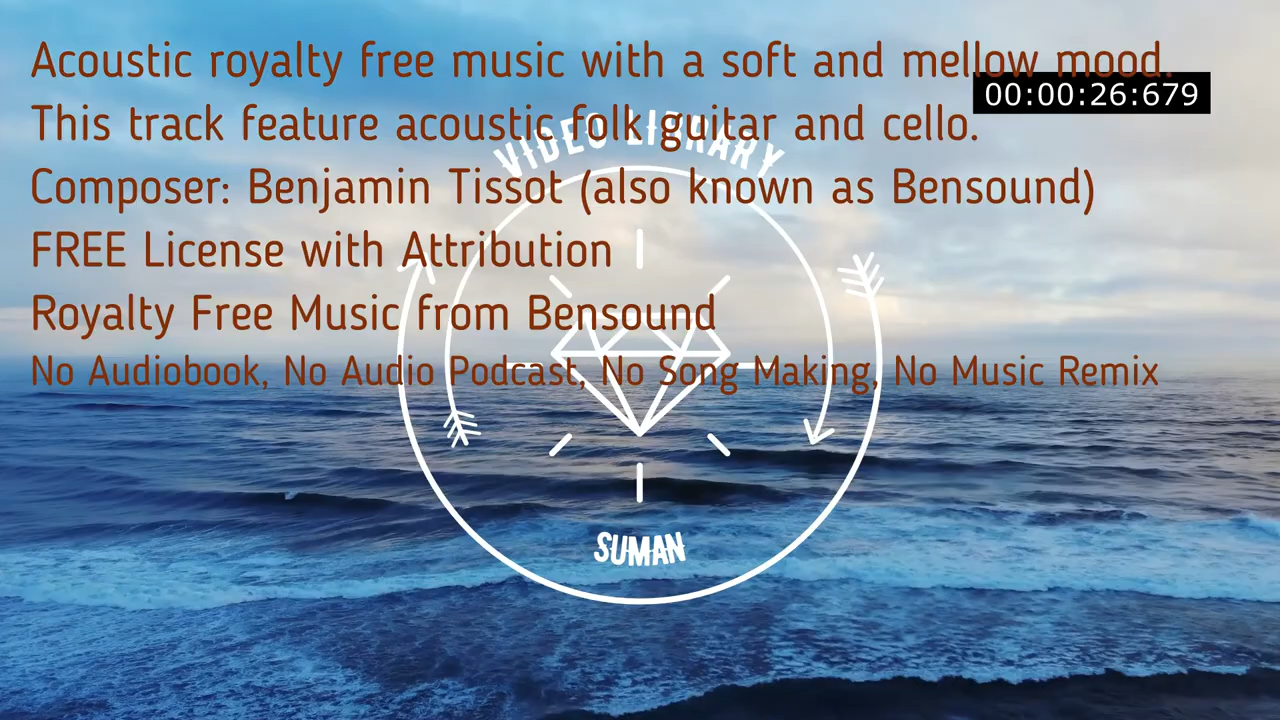 Acoustic royalty free music with a soft and mellow mood.
00:00:26:679
This track feature acoustic folk guitar and cello.
VIDEO LIBRARY
Composer: Benjamin Tissot (also known as Bensound)
FREE License with Attribution
Royalty Free Music from Bensound
No Audiobook, No Audio Podcast, No Song Making, No Music Remix
SUMAN